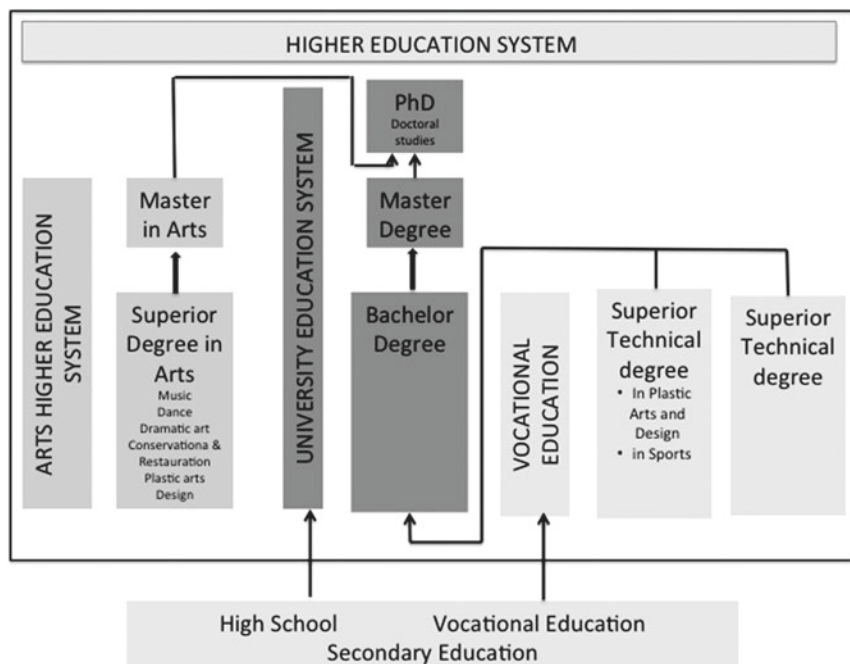 HIGHER EDUCATION SYSTEM
ARTS HIGHER EDUCATION
SYSTEM
Master
in Arts
Superior
Degree in
Arts
Music
Dance
Dramatic art
Conservationa &
Restauration
Plastic arts
Design
UNIVERSITY EDUCATION SYSTEM
PhD
Doctoral
studies
Master
Degree
Bachelor
Degree
VOCATIONAL
EDUCATION
Superior
Technical
degree
• In Plastic
Arts and
Design
• in Sports
Superior
Technical
degree
High School
Vocational Education
Secondary Education